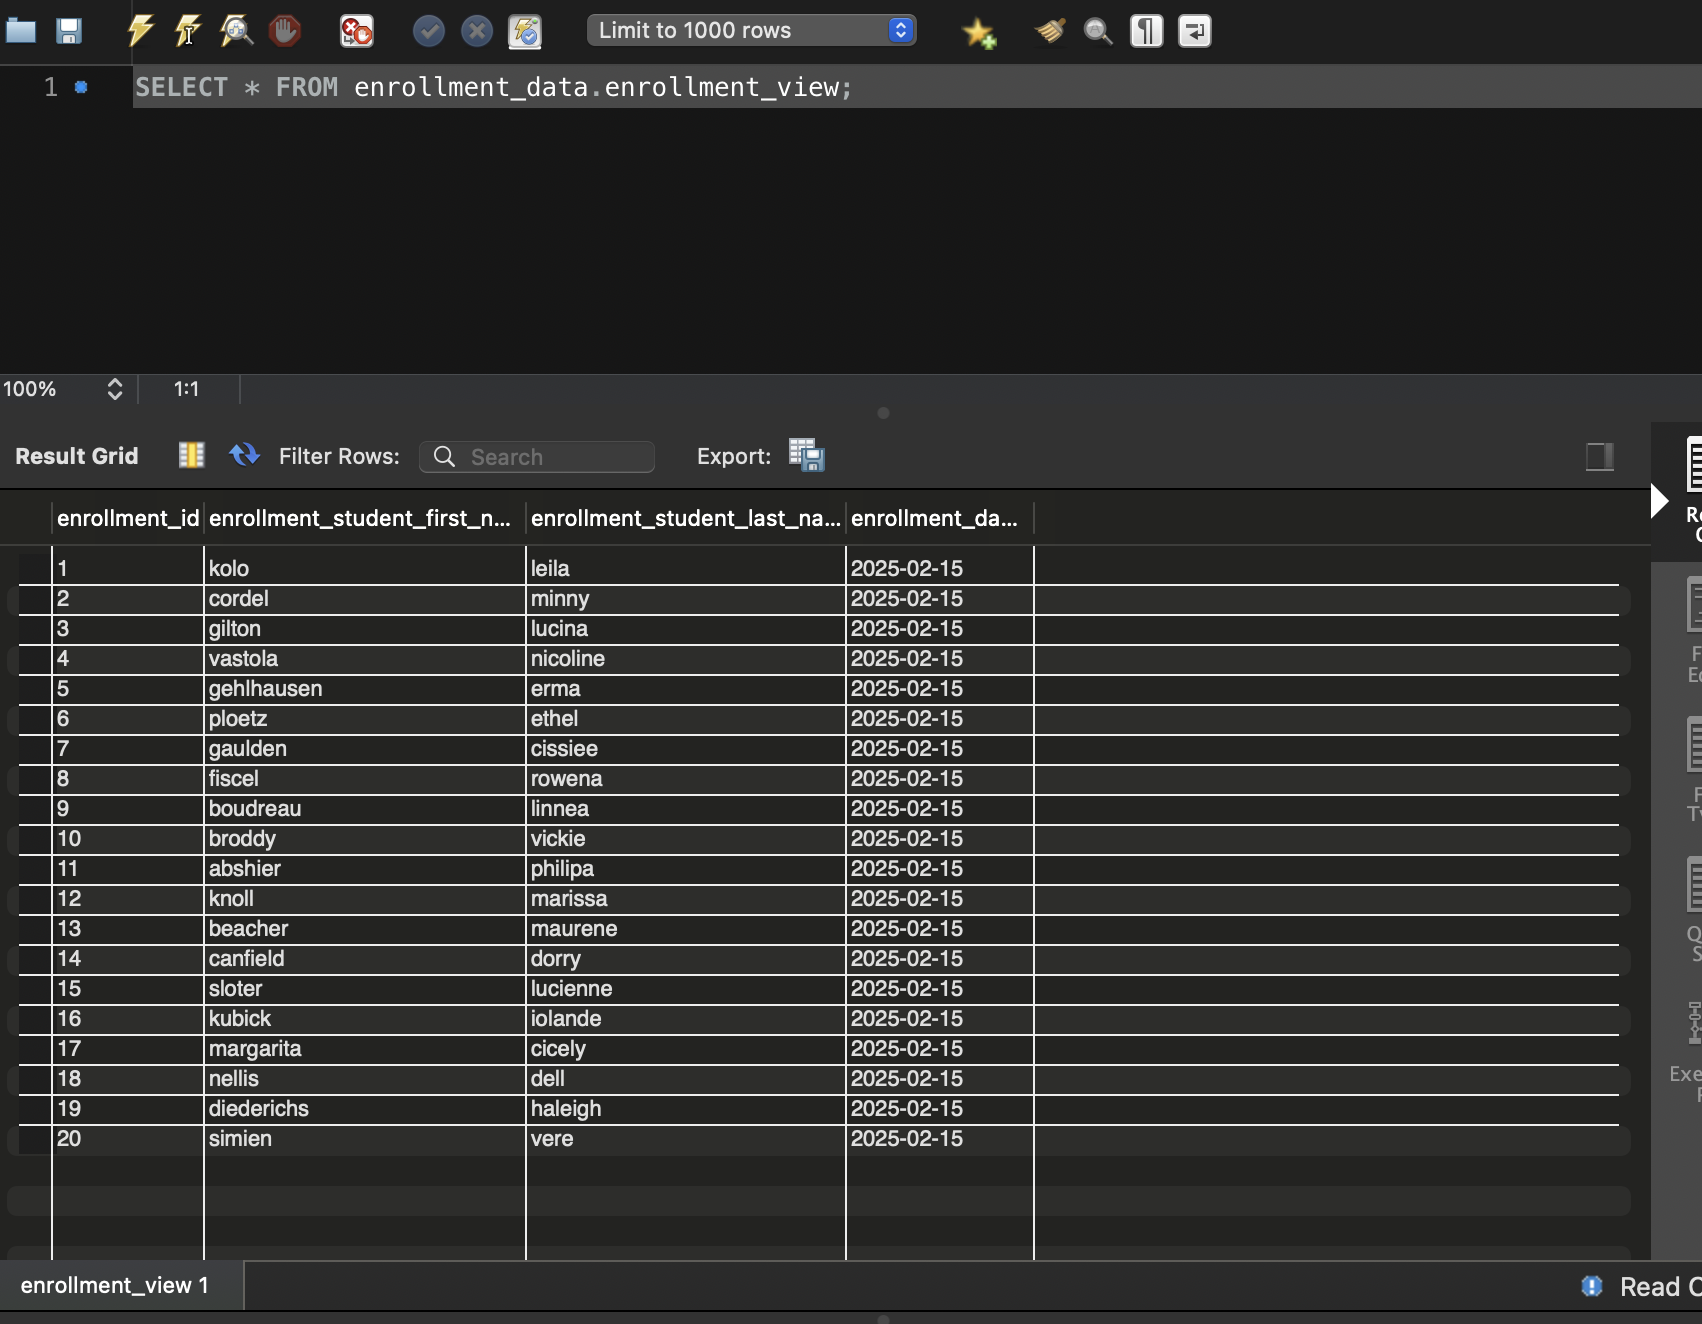 Limit to 1000 rows
1 SELECT * FROM enrollment_data.enrollment_view;
100% 1:1
Result Grid Filter Rows: Search Export:
enrollment_id enrollment_student_first_n... enrollment_student_last_na... enrollment_da...
1 kolo leila 2025-02-15
2 cordel minny 2025-02-15
3 gilton lucina 2025-02-15
4 vastola nicoline 2025-02-15
5 gehlhausen erma 2025-02-15
6 ploetz ethel 2025-02-15
7 gaulden cissiee 2025-02-15
8 fiscel rowena 2025-02-15
9 boudreau linnea 2025-02-15
10 broddy vickie 2025-02-15
11 abshier philipa 2025-02-15
12 knoll marissa 2025-02-15
13 beacher maurene 2025-02-15
14 canfield dorry 2025-02-15
15 sloter lucienne 2025-02-15
16 kubick iolande 2025-02-15
17 margarita cicely 2025-02-15
18 nellis dell 2025-02-15
19 diederichs haleigh 2025-02-15
20 simien vere 2025-02-15
enrollment_view 1
Read